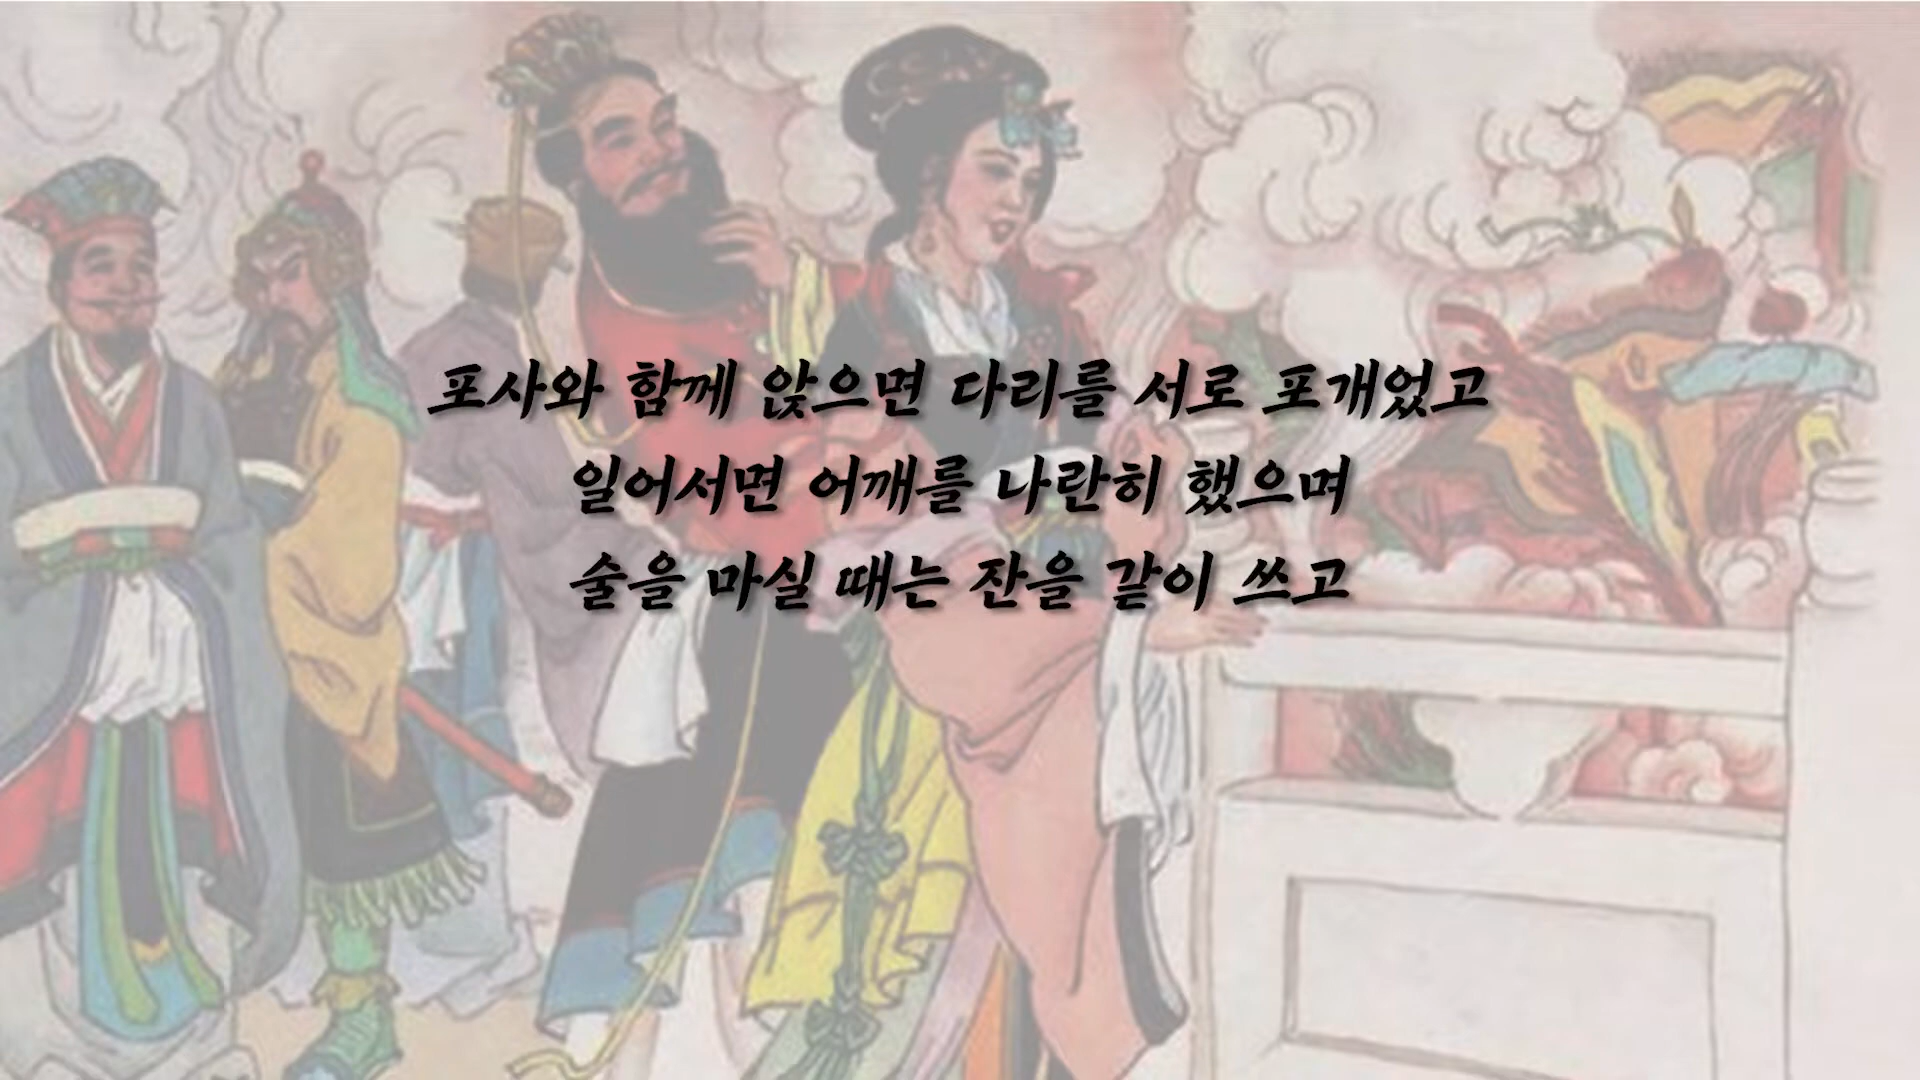 포사와 함께 앉으면 다리를 서로 포개었고
일어서면 어깨를 나란히 했으며
술을 마실 때는 잔을 같이 쓰고